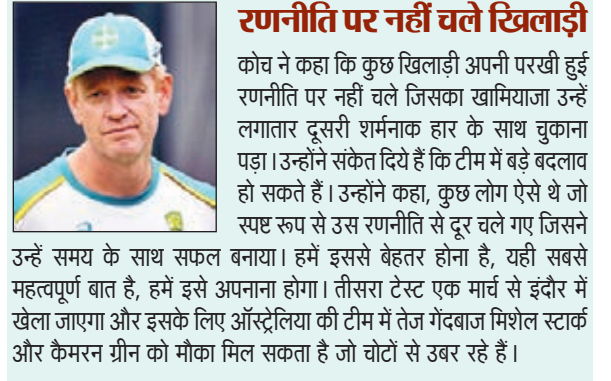 रणनीति पर नहीं चले खिलाड़ी
कोच ने कहा कि कुछ खिलाड़ी अपनी परखी हुई
रणनीति पर नहीं चले जिसका खामियाजा उन्हें
लगातार दूसरी शर्मनाक हार के साथ चुकाना
पड़ा। उन्होंने संकेत दिये हैं कि टीम में बड़े बदलाव
हो सकते हैं। उन्होंने कहा, कुछ लोग ऐसे थे जो
स्पष्ट रूप से उस रणनीति से दूर चले गए जिसने
उन्हें समय के साथ सफल बनाया। हमें इससे बेहतर होना है, यही सबसे
महत्वपूर्ण बात है, हमें इसे अपनाना होगा। तीसरा टेस्ट एक मार्च से इंदौर में
खेला जाएगा और इसके लिए ऑस्ट्रेलिया की टीम में तेज गेंदबाज मिशेल स्टार्क
और कैमरन ग्रीन को मौका मिल सकता है जो चोटों से उबर रहे हैं।